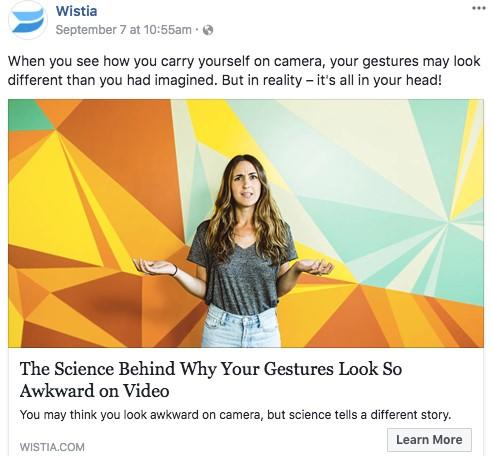 Wistia
September 7 at 10:55am ·
When you see how you carry yourself on camera, your gestures may look
different than you had imagined. But in reality – it's all in your head!
The Science Behind Why Your Gestures Look So
Awkward on Video
You may think you look awkward on camera, but science tells a different story.
WISTIA.COM
Learn More